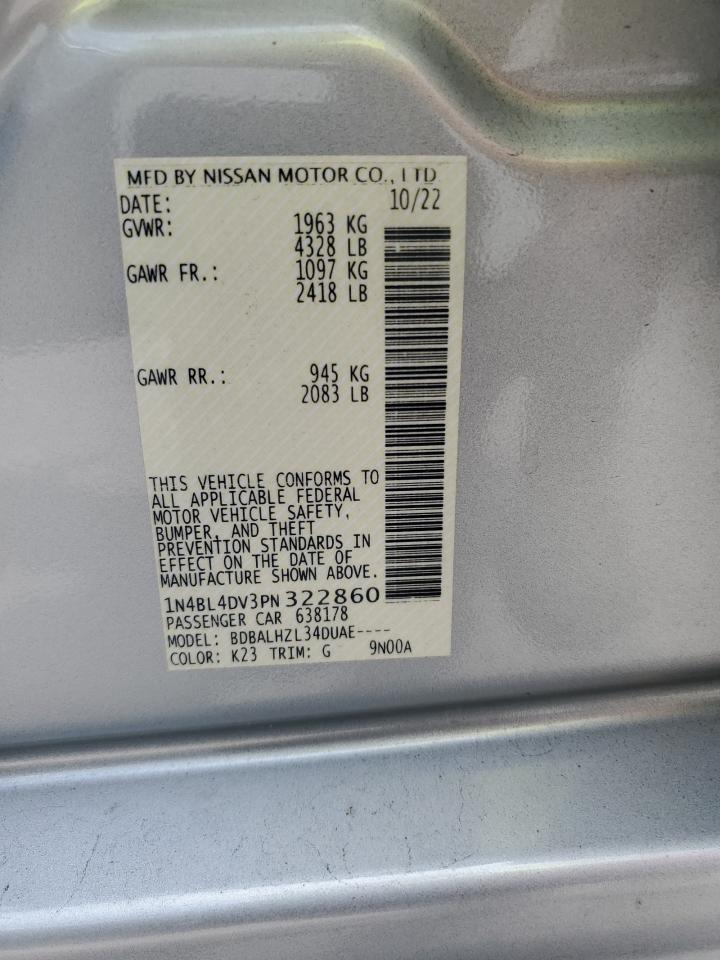 MFD BY NISSAN MOTOR CO., LTD
DATE: 10/22
GVWR: 1963 KG
4328 LB
GAWR FR.: 1097 KG
2418 LB
GAWR RR.: 945 KG
2083 LB
THIS VEHICLE CONFORMS TO
ALL APPLICABLE FEDERAL
MOTOR VEHICLE SAFETY,
BUMPER, AND THEFT
PREVENTION STANDARDS IN
EFFECT ON THE DATE OF
MANUFACTURE SHOWN ABOVE.
1N4BL4DV3PN322860
PASSENGER CAR 638178
MODEL: BDBALHZL34DUAE----
COLOR: K23 TRIM: G 9N00A